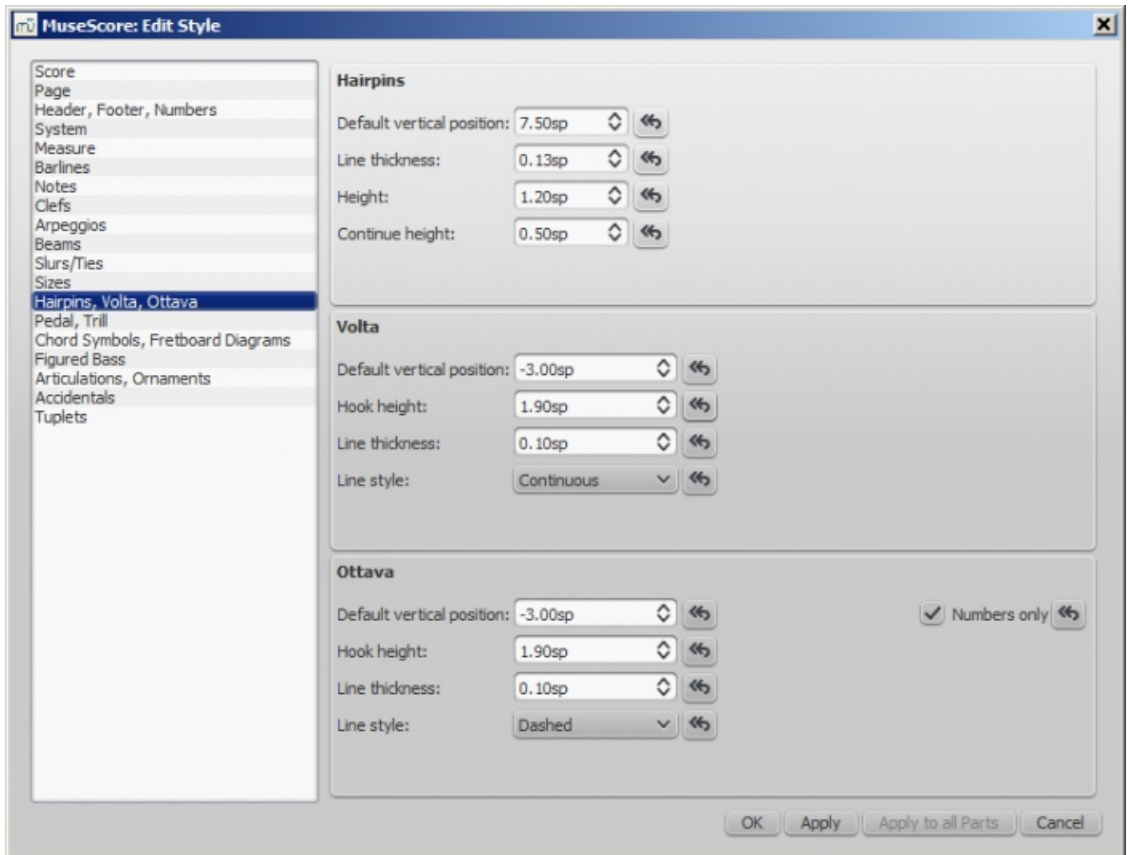 MuseScore: Edit Style
Score
Page
Header, Footer, Numbers
System
Measure
Barlines
Notes
Clefs
Arpeggios
Beams
Slurs/Ties
Sizes
Hairpins, Volta, Ottava
Pedal, Trill
Chord Symbols, Fretboard Diagrams
Figured Bass
Articulations, Ornaments
Accidentals
Tuplets
Hairpins
Default vertical position: 7.50sp
Line thickness: 0.13sp
Height: 1.20sp
Continue height: 0.50sp
Volta
Default vertical position: -3.00sp
Hook height: 1.90sp
Line thickness: 0.10sp
Line style: Continuous
Ottava
Default vertical position: -3.00sp Numbers only
Hook height: 1.90sp
Line thickness: 0.10sp
Line style: Dashed
OK Apply Apply to all Parts Cancel